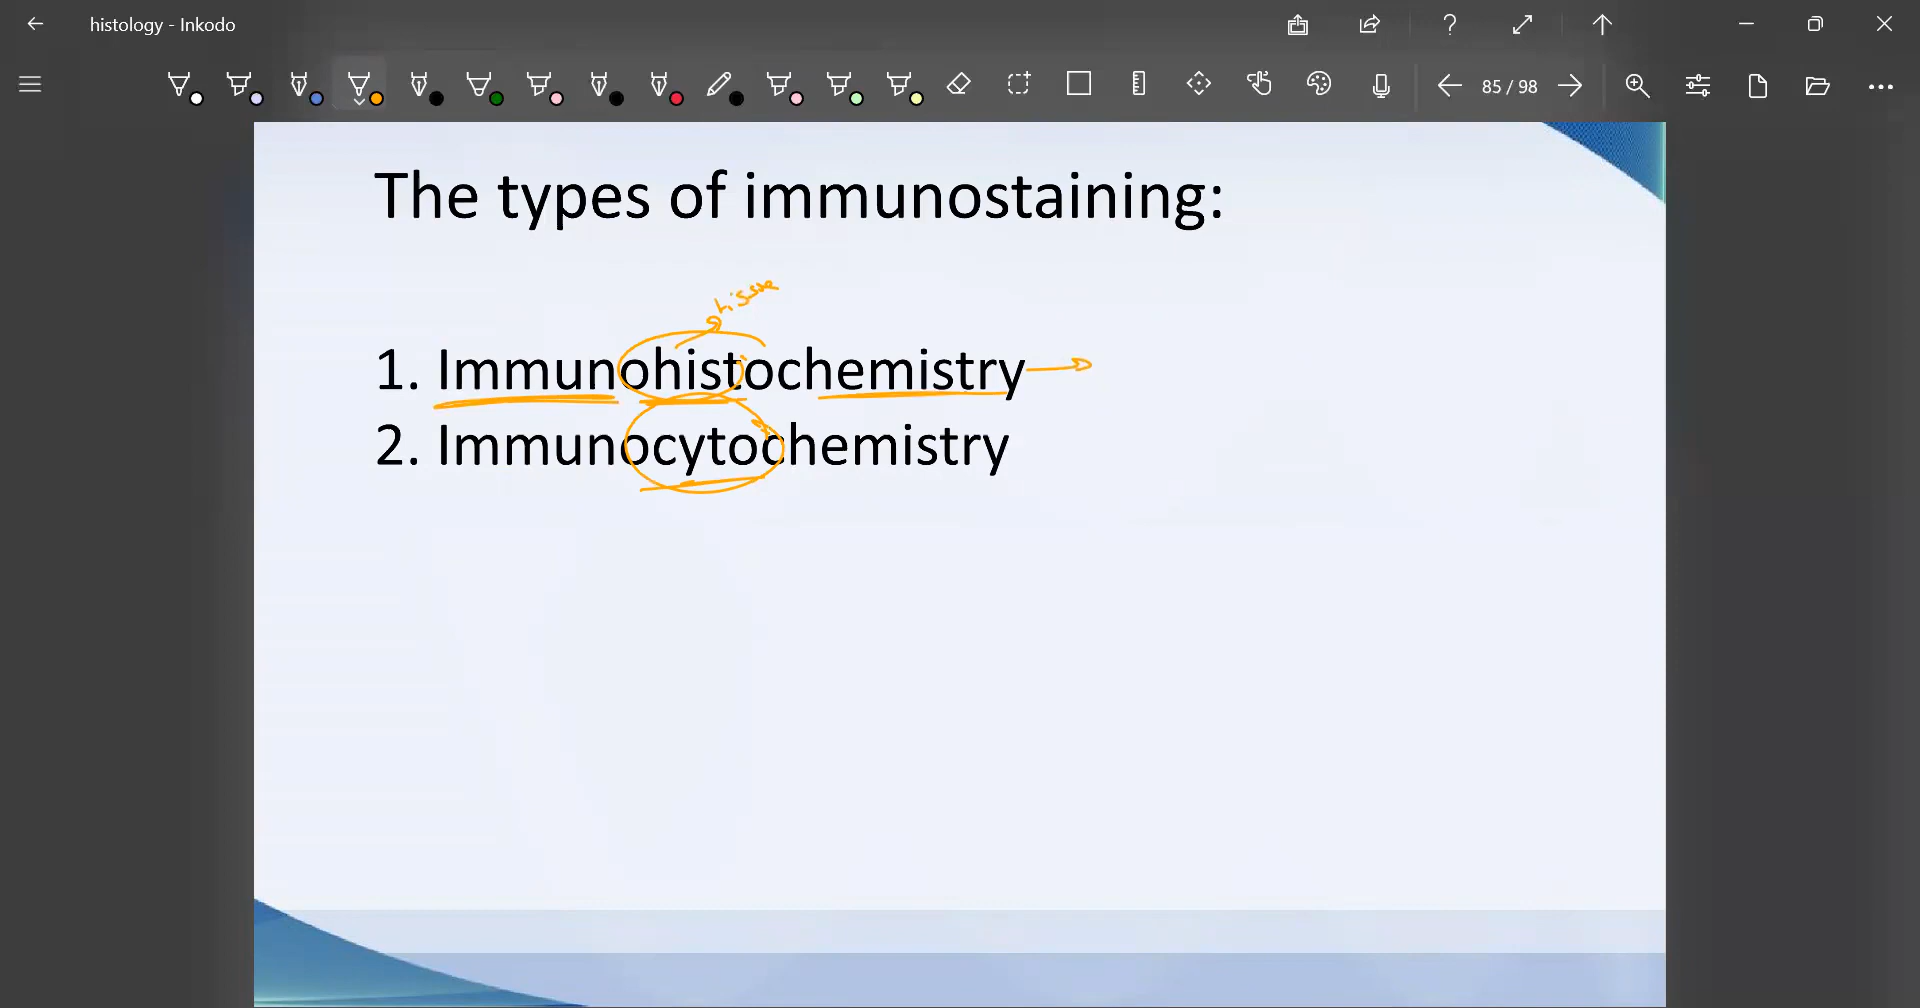 histology - Inkodo
85 / 98
The types of immunostaining:
tissue
1. Immunohistochemistry
2. Immunocytochemistry